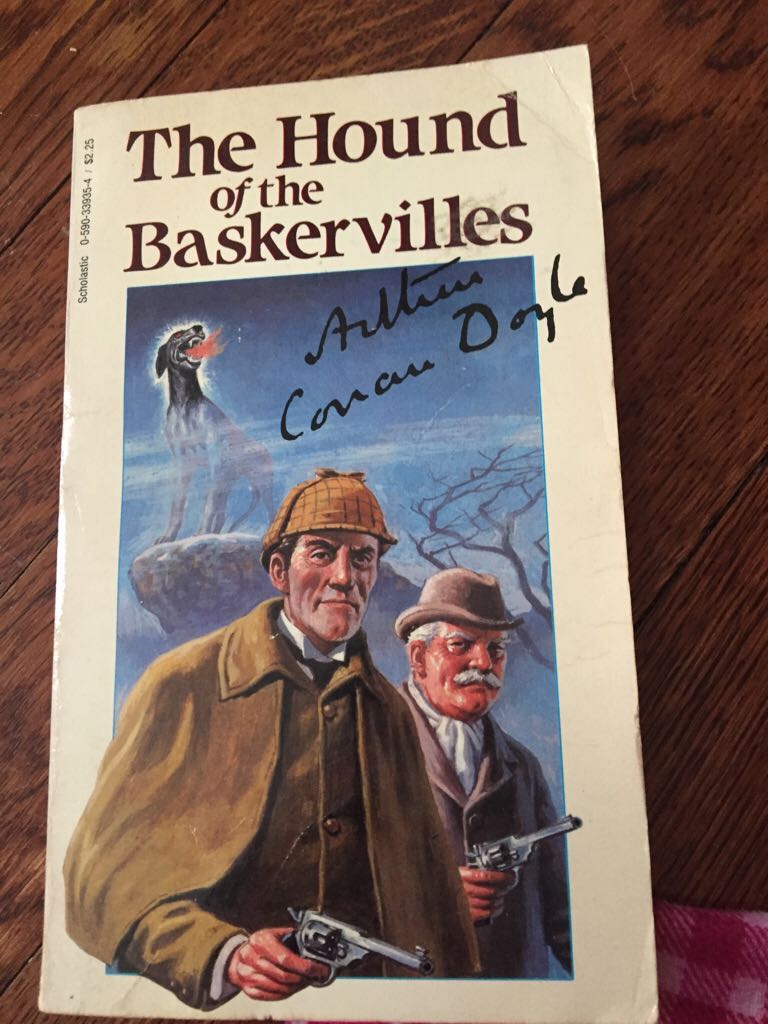 The Hound
of the
Baskervilles
Arthur
Conan Doyle
Scholastic 0-590-33935-4 / $2.25